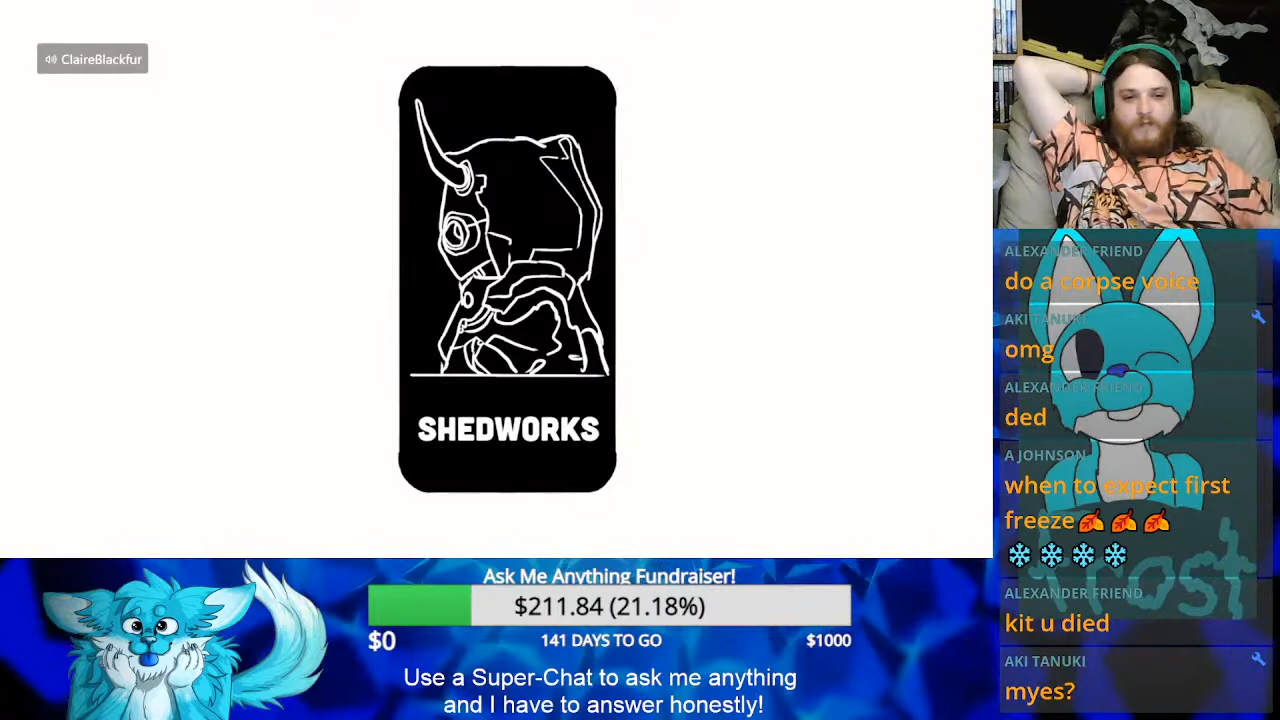 ClaireBlackfur
SHEDWORKS
ALEXANDER FRIEND
do a corpse voice
AKI TANUKI
omg
ALEXANDER FRIEND
ded
A JOHNSON
when to expect first
freeze🍂 🍂 🍂
❄ ❄ ❄ ❄
Frost
ALEXANDER FRIEND
kit u died
AKI TANUKI
myes?
Ask Me Anything Fundraiser!
$211.84 (21.18%)
$0
141 DAYS TO GO
$1000
Use a Super-Chat to ask me anything
and I have to answer honestly!